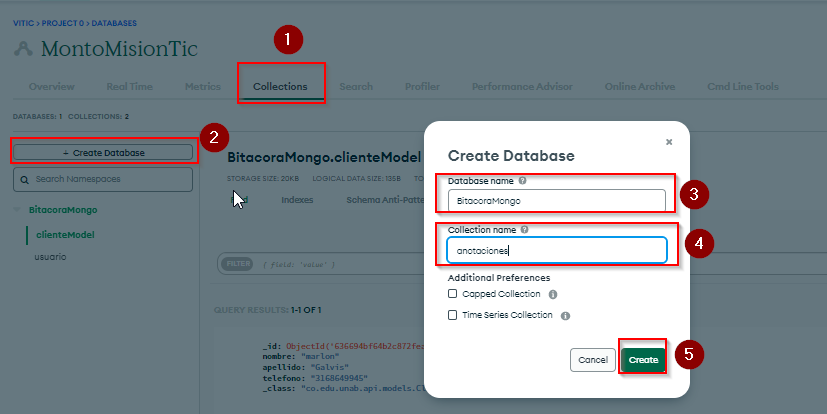 VITIC > PROJECT 0 > DATABASES
MontoMisionTic
1
Overview Real Time Metrics Collections Search Profiler Performance Advisor Online Archive Cmd Line Tools
DATABASES: 1 COLLECTIONS: 2
2
+ Create Database
Search Namespaces
BitacoraMongo
clienteModel
usuario
BitacoraMongo.clienteModel
STORAGE SIZE: 20KB LOGICAL DATA SIZE: 135B
Indexes Schema Anti-Patte
FILTER { field: 'value' }
QUERY RESULTS: 1-1 OF 1
_id: ObjectId('636694bf64b2c872fec
nombre: "marlon"
apellido: "Galvis"
telefono: "3168649945"
_class: "co.edu.unab.api.models.Cl
×
Create Database
Database name ?
BitacoraMongo
3
Collection name ?
anotaciones
4
Additional Preferences
Capped Collection i
Time Series Collection i
Cancel
Create
5